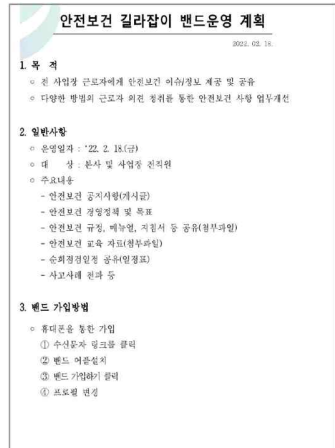 안전보건 길라잡이 밴드운영 계획
2022. 02. 18.
1. 목 적
○ 전 사업장 근로자에게 안전보건 이슈/정보 제공 및 공유
○ 다양한 방법의 근로자 의견 청취를 통한 안전보건 사항 업무개선
2. 일반사항
○ 운영일자 : '22. 2. 18.(금)
○ 대 상 : 본사 및 사업장 전직원
○ 주요내용
- 안전보건 공지사항(게시글)
- 안전보건 경영정책 및 목표
- 안전보건 규정, 메뉴얼, 지침서 등 공유(첨부파일)
- 안전보건 교육 자료(첨부파일)
- 순회점검일정 공유(일정표)
- 사고사례 전파 등
3. 밴드 가입방법
○ 휴대폰을 통한 가입
① 수신문자 링크를 클릭
② 밴드 어플설치
③ 밴드 가입하기 클릭
④ 프로필 변경